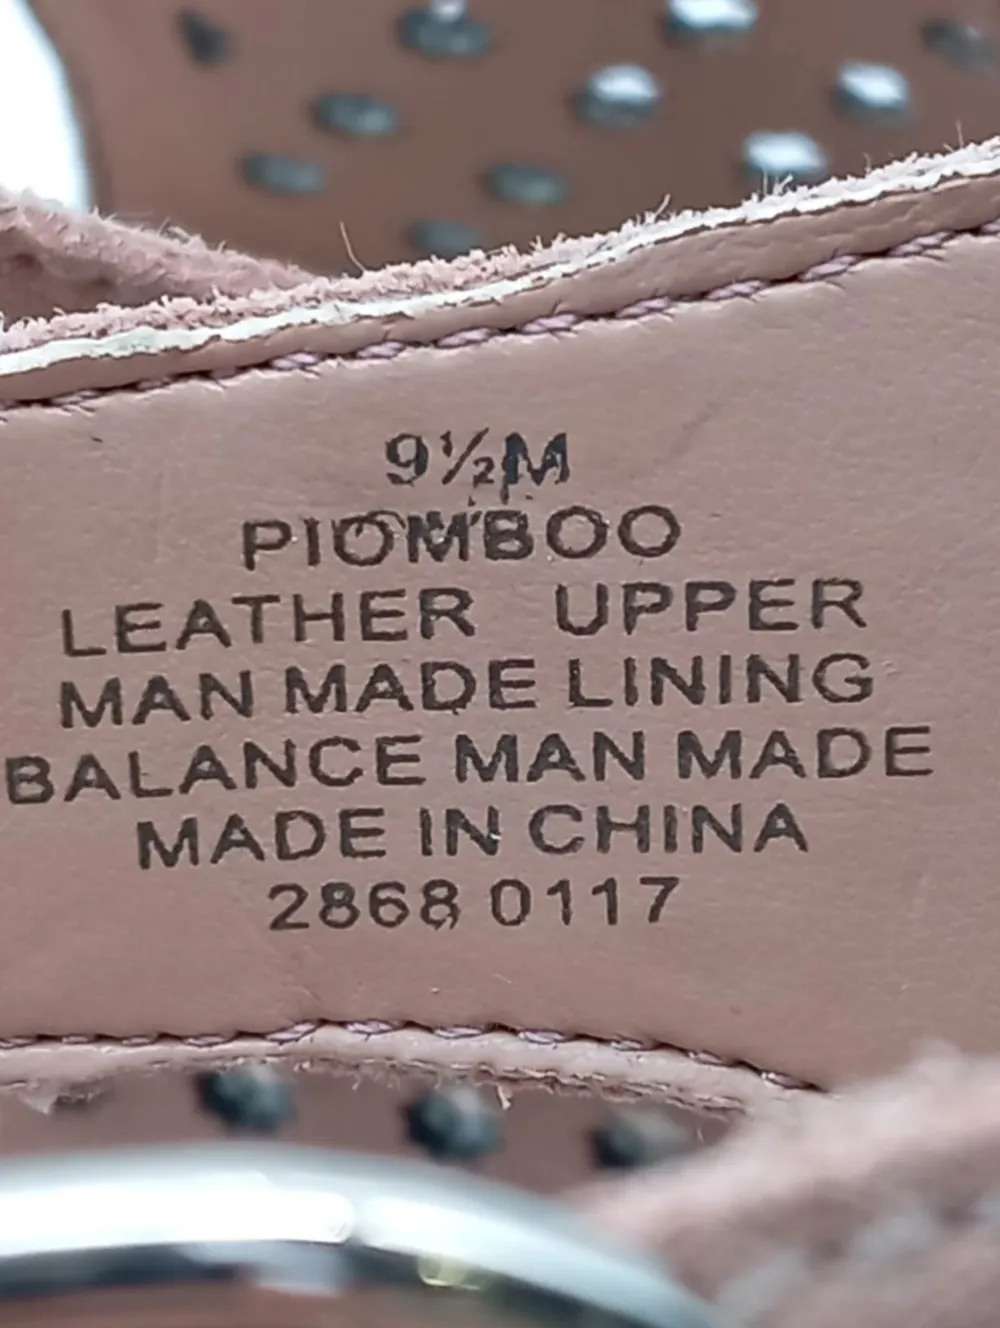 9½M
PIOMBOO
LEATHER UPPER
MAN MADE LINING
BALANCE MAN MADE
MADE IN CHINA
2868 0117